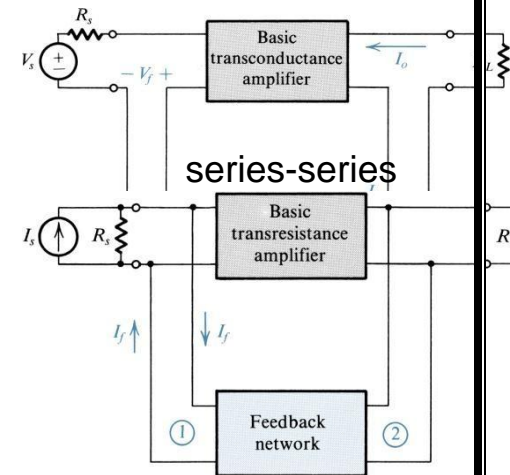 R_s
Basic
transconductance
amplifier
V_s
+
−
− V_f +
I_o
L
series-series
Basic
transresistance
amplifier
I_s
R_s
R
I_f
I_f
Feedback
network
1
2